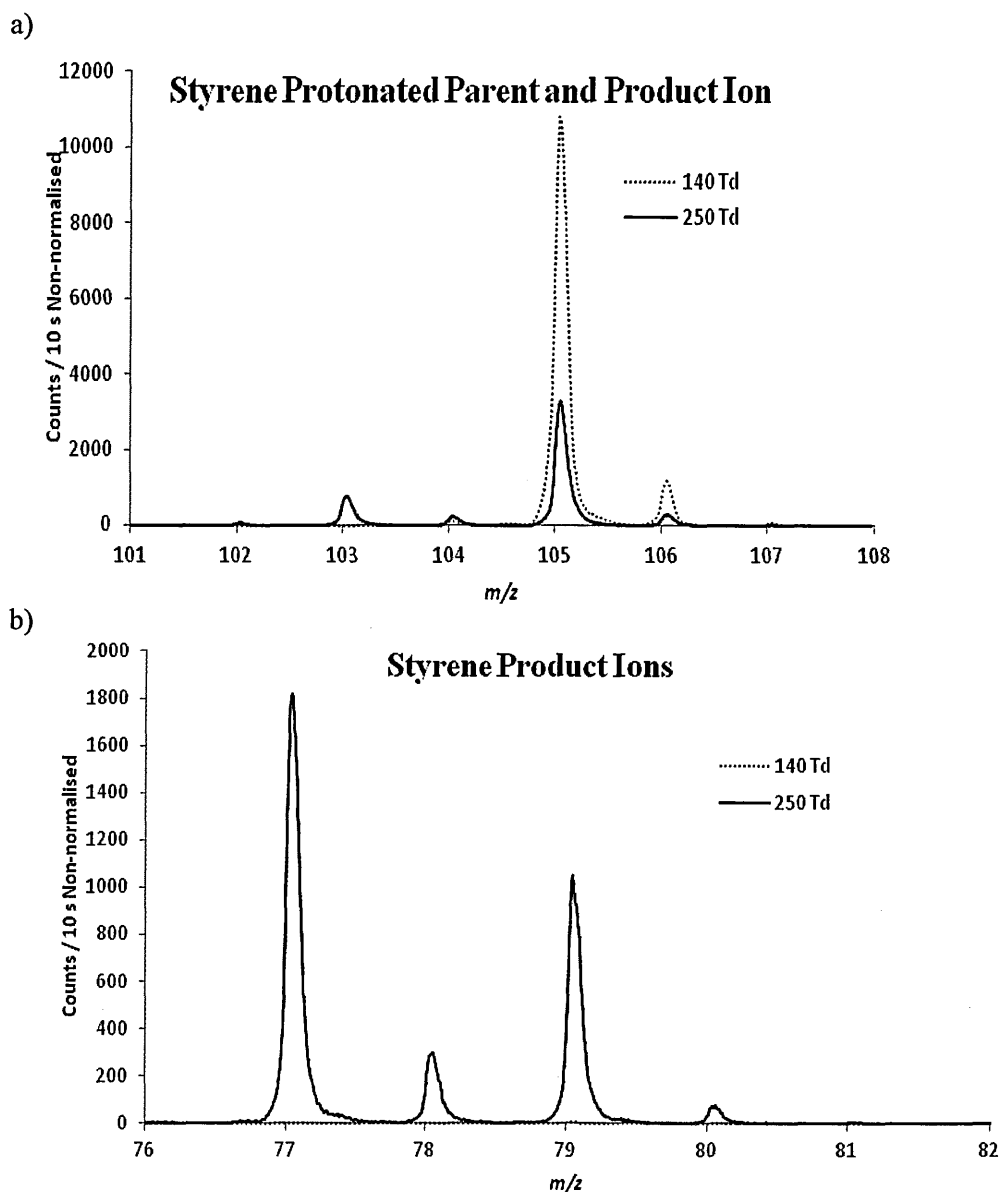 a)
Styrene Protonated Parent and Product Ion
Counts / 10 s Non-normalised
12000
10000
8000
6000
4000
2000
0
140 Td
250 Td
101 102 103 104 105 106 107 108
m/z
b)
Styrene Product Ions
Counts / 10 s Non-normalised
2000
1800
1600
1400
1200
1000
800
600
400
200
0
140 Td
250 Td
76 77 78 79 80 81 82
m/z